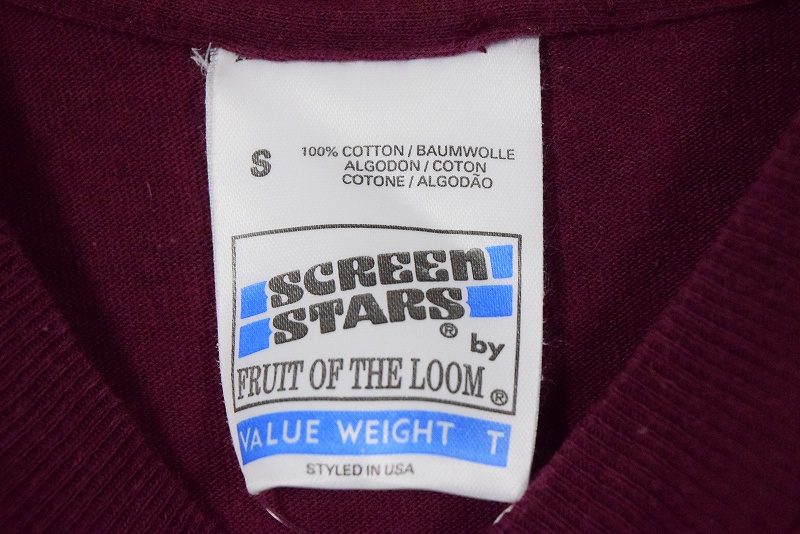 S
100% COTTON / BAUMWOLLE
ALGODON / COTON
COTONE / ALGODÃO
SCREEN
STARS® by
FRUIT OF THE LOOM®
VALUE WEIGHT T
STYLED IN USA